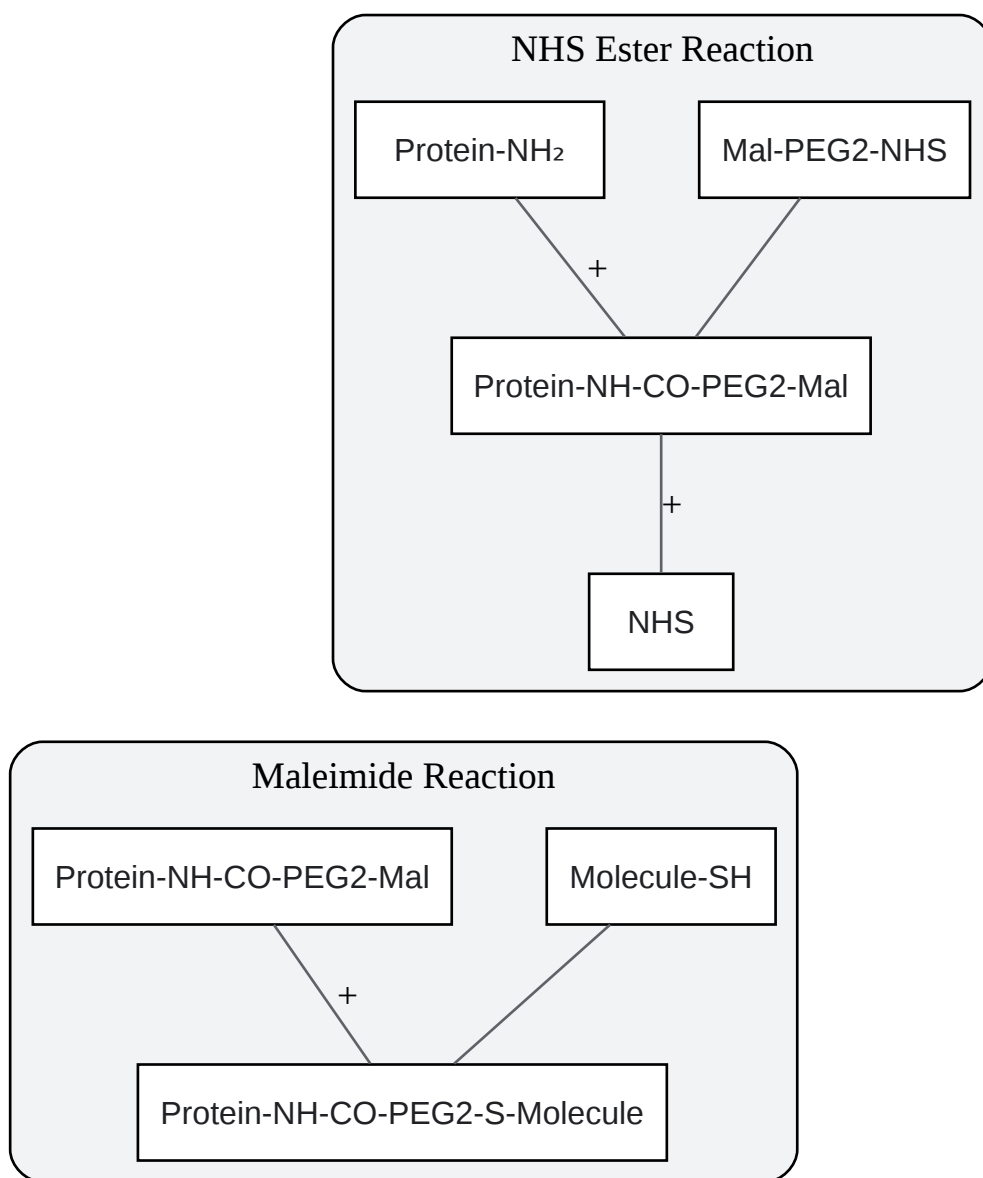 NHS Ester Reaction
Protein-NH₂
Mal-PEG2-NHS
+
Protein-NH-CO-PEG2-Mal
+
NHS
Maleimide Reaction
Protein-NH-CO-PEG2-Mal
Molecule-SH
+
Protein-NH-CO-PEG2-S-Molecule